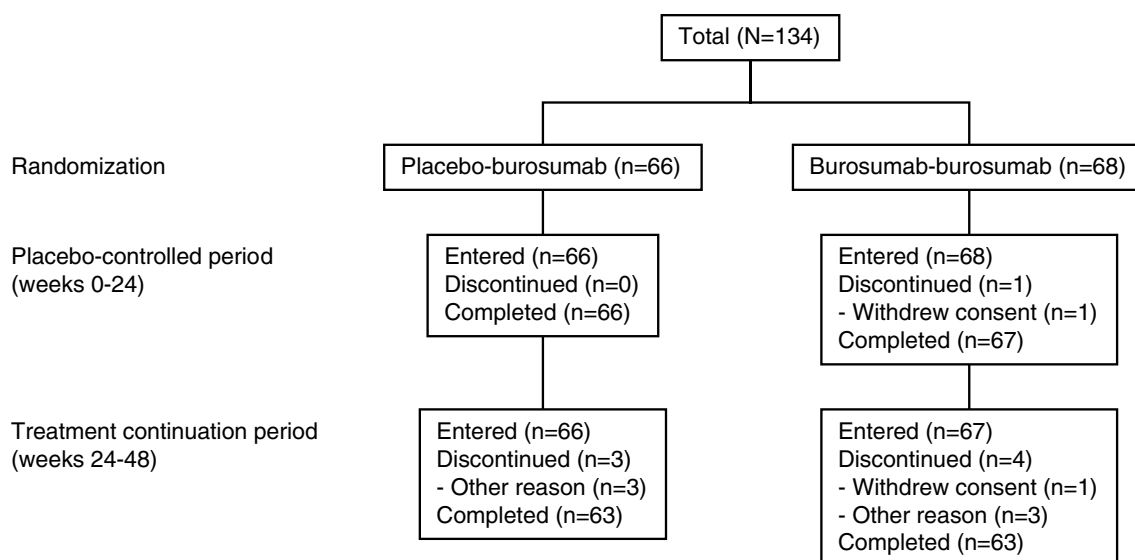 Total (N=134)
Randomization
Placebo-burosumab (n=66)
Burosumab-burosumab (n=68)
Placebo-controlled period
(weeks 0-24)
Entered (n=66)
Discontinued (n=0)
Completed (n=66)
Entered (n=68)
Discontinued (n=1)
- Withdrew consent (n=1)
Completed (n=67)
Treatment continuation period
(weeks 24-48)
Entered (n=66)
Discontinued (n=3)
- Other reason (n=3)
Completed (n=63)
Entered (n=67)
Discontinued (n=4)
- Withdrew consent (n=1)
- Other reason (n=3)
Completed (n=63)